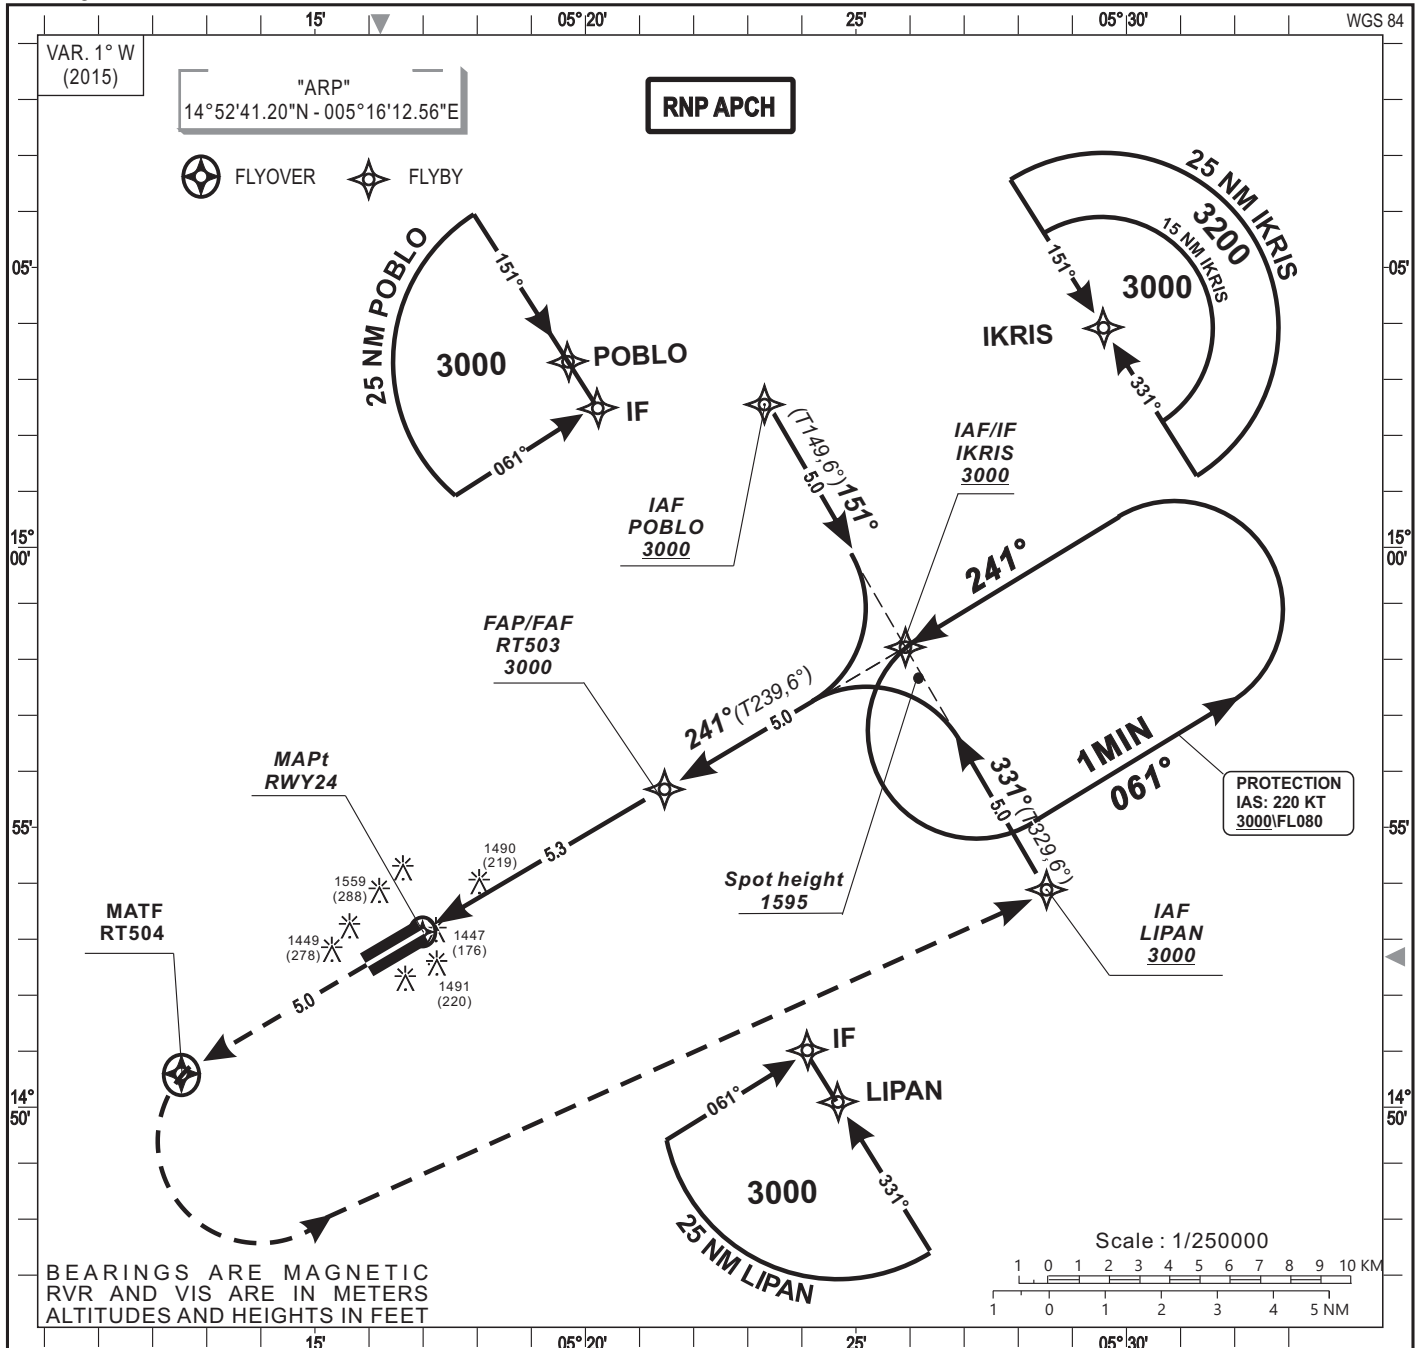 15'
05°20'
25'
05°30'
WGS 84
VAR. 1° W
(2015)
"ARP"
14°52'41.20"N - 005°16'12.56"E
RNP APCH
FLYOVER
FLYBY
25 NM POBLO
151°
3000
POBLO
IF
061°
25 NM IKRIS
3200
15 NM IKRIS
3000
151°
IKRIS
331°
05'
05'
IAF
POBLO
3000
(T149,6°)
5.0
151°
IAF/IF
IKRIS
3000
15°
00'
15°
00'
241°
FAP/FAF
RT503
3000
241°(T239,6°)
5.0
1MIN
061°
PROTECTION
IAS: 220 KT
3000\FL080
MAPt
RWY24
331°(T329,6°)
5.0
55'
55'
5.3
1490
(219)
1559
(288)
1449
(278)
1447
(176)
1491
(220)
Spot height
1595
IAF
LIPAN
3000
MATF
RT504
5.0
IF
LIPAN
061°
3000
331°
25 NM LIPAN
14°
50'
14°
50'
BEARINGS ARE MAGNETIC
RVR AND VIS ARE IN METERS
ALTITUDES AND HEIGHTS IN FEET
Scale : 1/250000
1 0 1 2 3 4 5 6 7 8 9 10 KM
1 0 1 2 3 4 5 NM
15'
05°20'
25'
05°30'